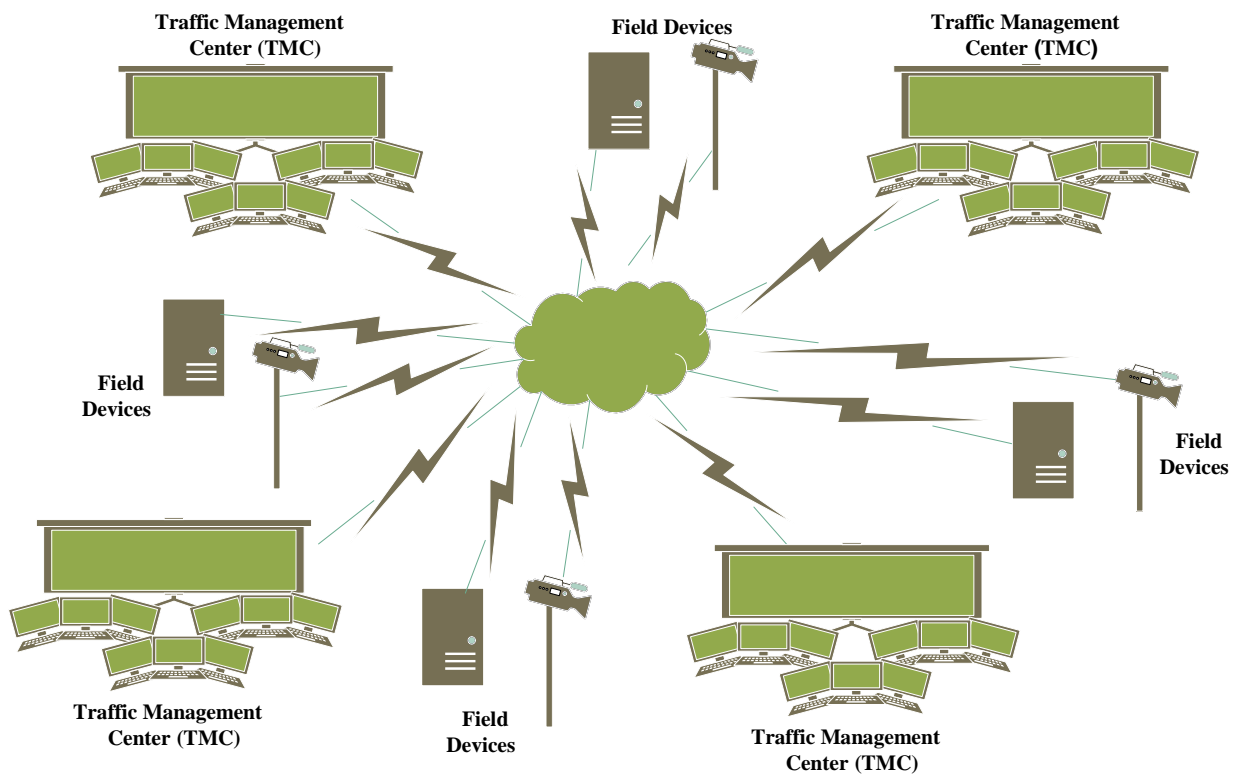 Traffic Management
Center (TMC)
Field Devices
Traffic Management
Center (TMC)
Field
Devices
Field
Devices
Traffic Management
Center (TMC)
Field
Devices
Traffic Management
Center (TMC)